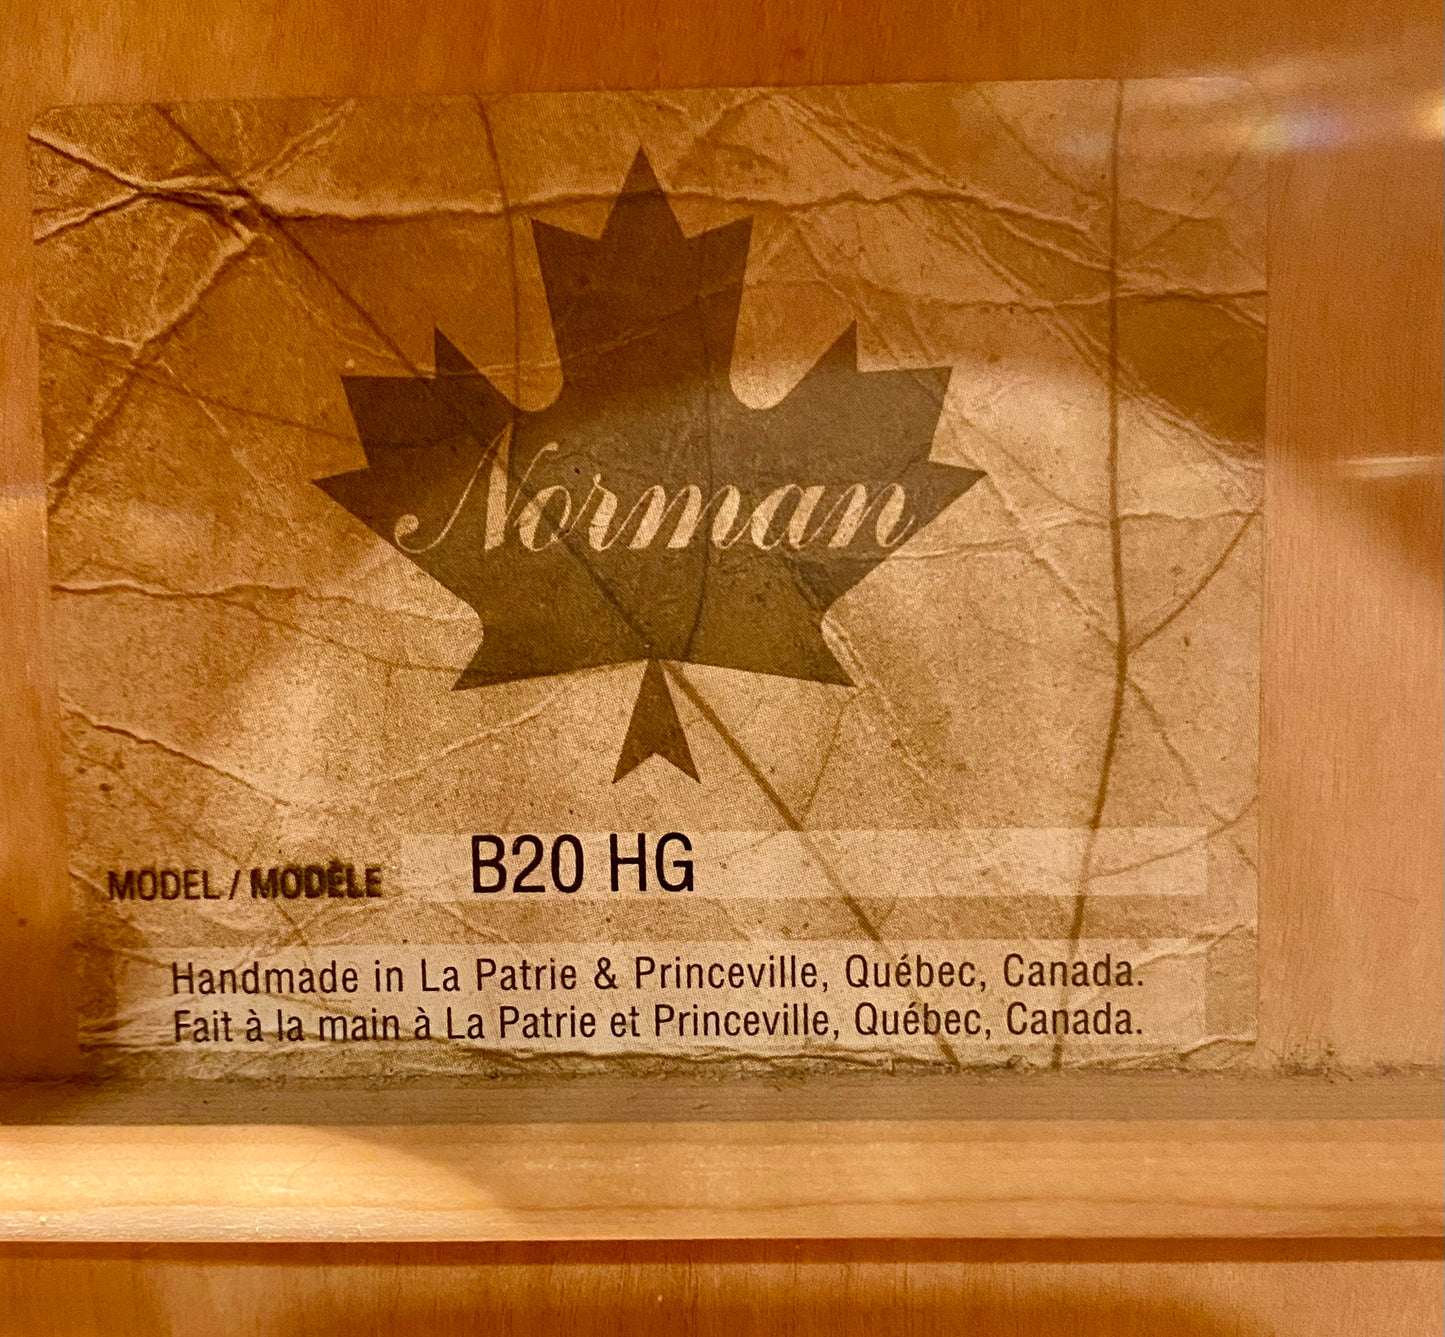 Norman
MODEL / MODÈLE B20 HG
Handmade in La Patrie & Princeville, Québec, Canada.
Fait à la main à La Patrie et Princeville, Québec, Canada.